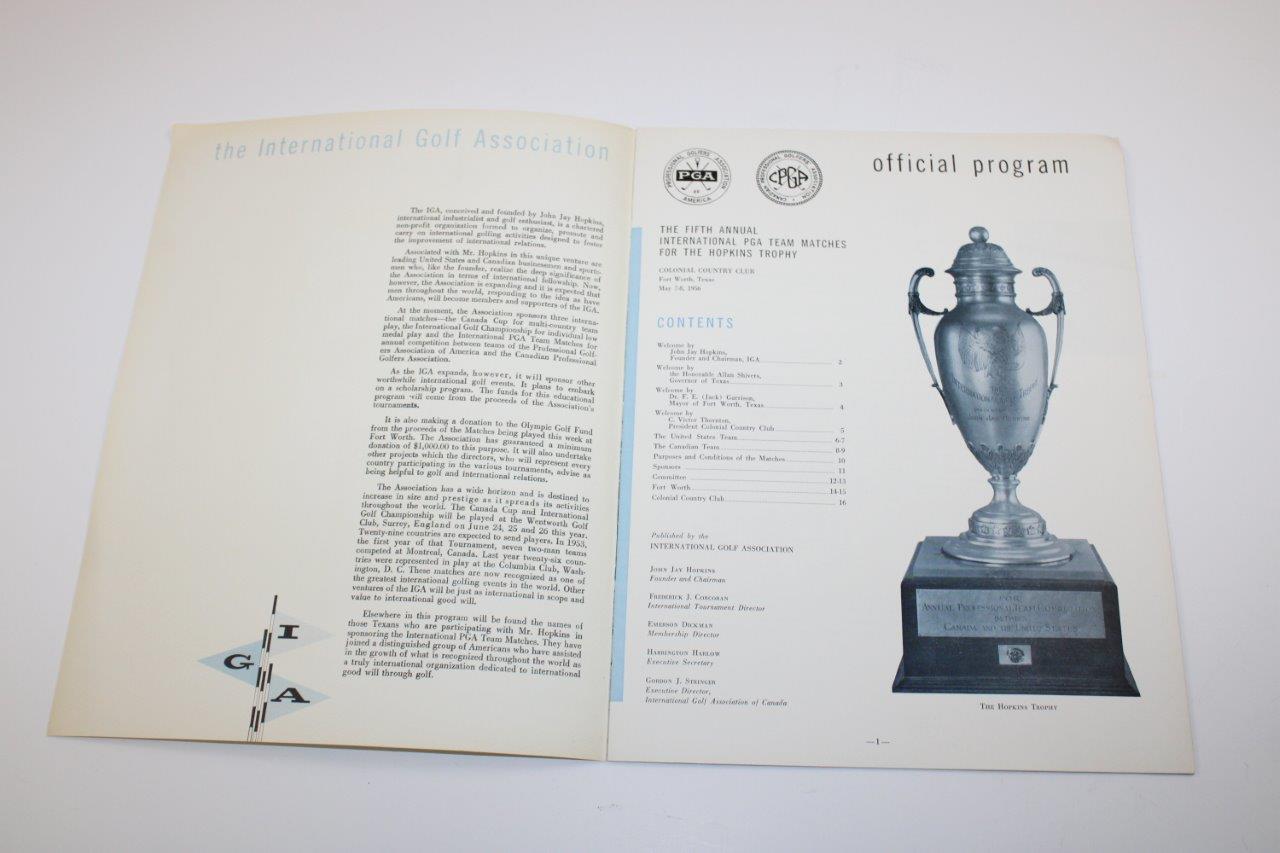 the International Golf Association
The IGA, conceived and founded by John Jay Hopkins,
international industrialist and golf enthusiast, is a chartered
non-profit organization formed to organize, promote and
carry on international golfing activities designed to foster
the improvement of international relations.
Associated with Mr. Hopkins in this unique venture are
leading United States and Canadian businessmen and sports-
men who, like the founder, realize the deep significance of
the Association in terms of international fellowship. Now,
however, the Association is expanding and it is expected that
men throughout the world, responding to the idea as have
Americans, will become members and supporters of the IGA.
At the moment, the Association sponsors three interna-
tional matches—the Canada Cup for multi-country team
play, the International Golf Championship for individual low
medal play and the International PGA Team Matches for
annual competition between teams of the Professional Golf-
ers Association of America and the Canadian Professional
Golfers Association.
As the IGA expands, however, it will sponsor other
worthwhile international golf events. It plans to embark
on a scholarship program. The funds for this educational
program will come from the proceeds of the Association's
tournaments.
It is also making a donation to the Olympic Golf Fund
from the proceeds of the Matches being played this week at
Fort Worth. The Association has guaranteed a minimum
donation of $1,000.00 to this purpose. It will also undertake
other projects which the directors, who will represent every
country participating in the various tournaments, advise as
being helpful to golf and international relations.
The Association has a wide horizon and is destined to
increase in size and prestige as it spreads its activities
throughout the world. The Canada Cup and International
Golf Championship will be played at the Wentworth Golf
Club, Surrey, England on June 24, 25 and 26 this year.
Twenty-nine countries are expected to send players. In 1953,
the first year of that Tournament, seven two-man teams
competed at Montreal, Canada. Last year twenty-six coun-
tries were represented in play at the Columbia Club, Wash-
ington, D. C. These matches are now recognized as one of
the greatest international golfing events in the world. Other
ventures of the IGA will be just as international in scope and
value to international good will.
Elsewhere in this program will be found the names of
those Texans who are participating with Mr. Hopkins in
sponsoring the International PGA Team Matches. They have
joined a distinguished group of Americans who have assisted
in the growth of what is recognized throughout the world as
a truly international organization dedicated to international
good will through golf.
I
G
A
PROFESSIONAL GOLFERS ASSOCIATION
PGA
OF
AMERICA
CANADIAN PROFESSIONAL GOLFERS ASSOCIATION
CPGA
official program
THE FIFTH ANNUAL
INTERNATIONAL PGA TEAM MATCHES
FOR THE HOPKINS TROPHY
COLONIAL COUNTRY CLUB
Fort Worth, Texas
May 7-8, 1956
CONTENTS
Welcome by
John Jay Hopkins,
Founder and Chairman, IGA 2
Welcome by
the Honorable Allan Shivers,
Governor of Texas 3
Welcome by
Dr. F. E. (Jack) Garrison,
Mayor of Fort Worth, Texas 4
Welcome by
C. Victor Thornton,
President Colonial Country Club 5
The United States Team 6-7
The Canadian Team 8-9
Purposes and Conditions of the Matches 10
Sponsors 11
Committee 12-13
Fort Worth 14-15
Colonial Country Club 16
Published by the
INTERNATIONAL GOLF ASSOCIATION
JOHN JAY HOPKINS
Founder and Chairman
FREDERICK J. CORCORAN
International Tournament Director
EMERSON DICKMAN
Membership Director
HARRINGTON HARLOW
Executive Secretary
GORDON J. STRINGER
Executive Director,
International Golf Association of Canada
FOR THE
ANNUAL PROFESSIONAL TEAM COMPETITION
BETWEEN
CANADA AND THE UNITED STATES
THE HOPKINS TROPHY
—1—